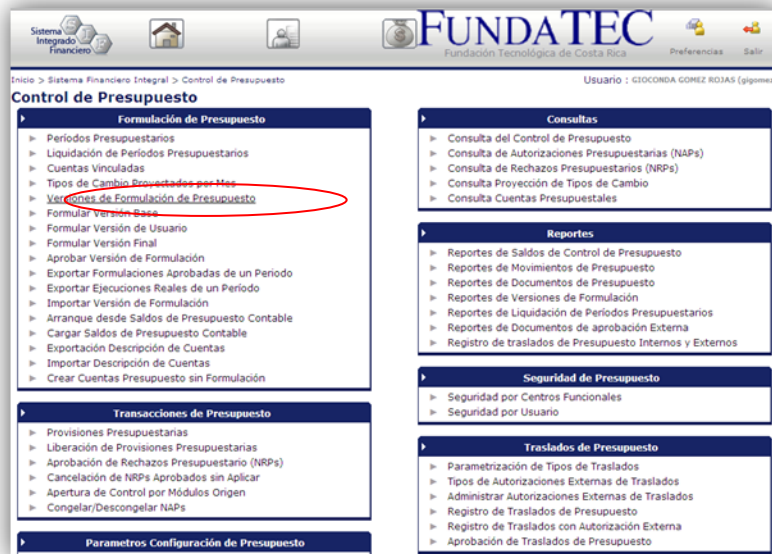 Sistema
Integrado
Financiero
FUNDATEC
Fundación Tecnológica de Costa Rica
Preferencias
Salir
Inicio > Sistema Financiero Integral > Control de Presupuesto
Usuario : GIOCONDA GOMEZ ROJAS (gigomez
Control de Presupuesto
Formulación de Presupuesto
Períodos Presupuestarios
Liquidación de Períodos Presupuestarios
Cuentas Vinculadas
Tipos de Cambio Proyectados por Mes
Versiones de Formulación de Presupuesto
Formular Versión Base
Formular Versión de Usuario
Formular Versión Final
Aprobar Versión de Formulación
Exportar Formulaciones Aprobadas de un Periodo
Exportar Ejecuciones Reales de un Período
Importar Versión de Formulación
Arranque desde Saldos de Presupuesto Contable
Cargar Saldos de Presupuesto Contable
Exportación Descripción de Cuentas
Importar Descripción de Cuentas
Crear Cuentas Presupuesto sin Formulación
Transacciones de Presupuesto
Provisiones Presupuestarias
Liberación de Provisiones Presupuestarias
Aprobación de Rechazos Presupuestario (NRPs)
Cancelación de NRPs Aprobados sin Aplicar
Apertura de Control por Módulos Origen
Congelar/Descongelar NAPs
Parametros Configuración de Presupuesto
Consultas
Consulta del Control de Presupuesto
Consulta de Autorizaciones Presupuestarias (NAPs)
Consulta de Rechazos Presupuestarios (NRPs)
Consulta Proyección de Tipos de Cambio
Consulta Cuentas Presupuestales
Reportes
Reportes de Saldos de Control de Presupuesto
Reportes de Movimientos de Presupuesto
Reportes de Documentos de Presupuesto
Reportes de Versiones de Formulación
Reportes de Liquidación de Períodos Presupuestarios
Reportes de Documentos de aprobación Externa
Registro de traslados de Presupuesto Internos y Externos
Seguridad de Presupuesto
Seguridad por Centros Funcionales
Seguridad por Usuario
Traslados de Presupuesto
Parametrización de Tipos de Traslados
Tipos de Autorizaciones Externas de Traslados
Administrar Autorizaciones Externas de Traslados
Registro de Traslados de Presupuesto
Registro de Traslados con Autorización Externa
Aprobación de Traslados de Presupuesto